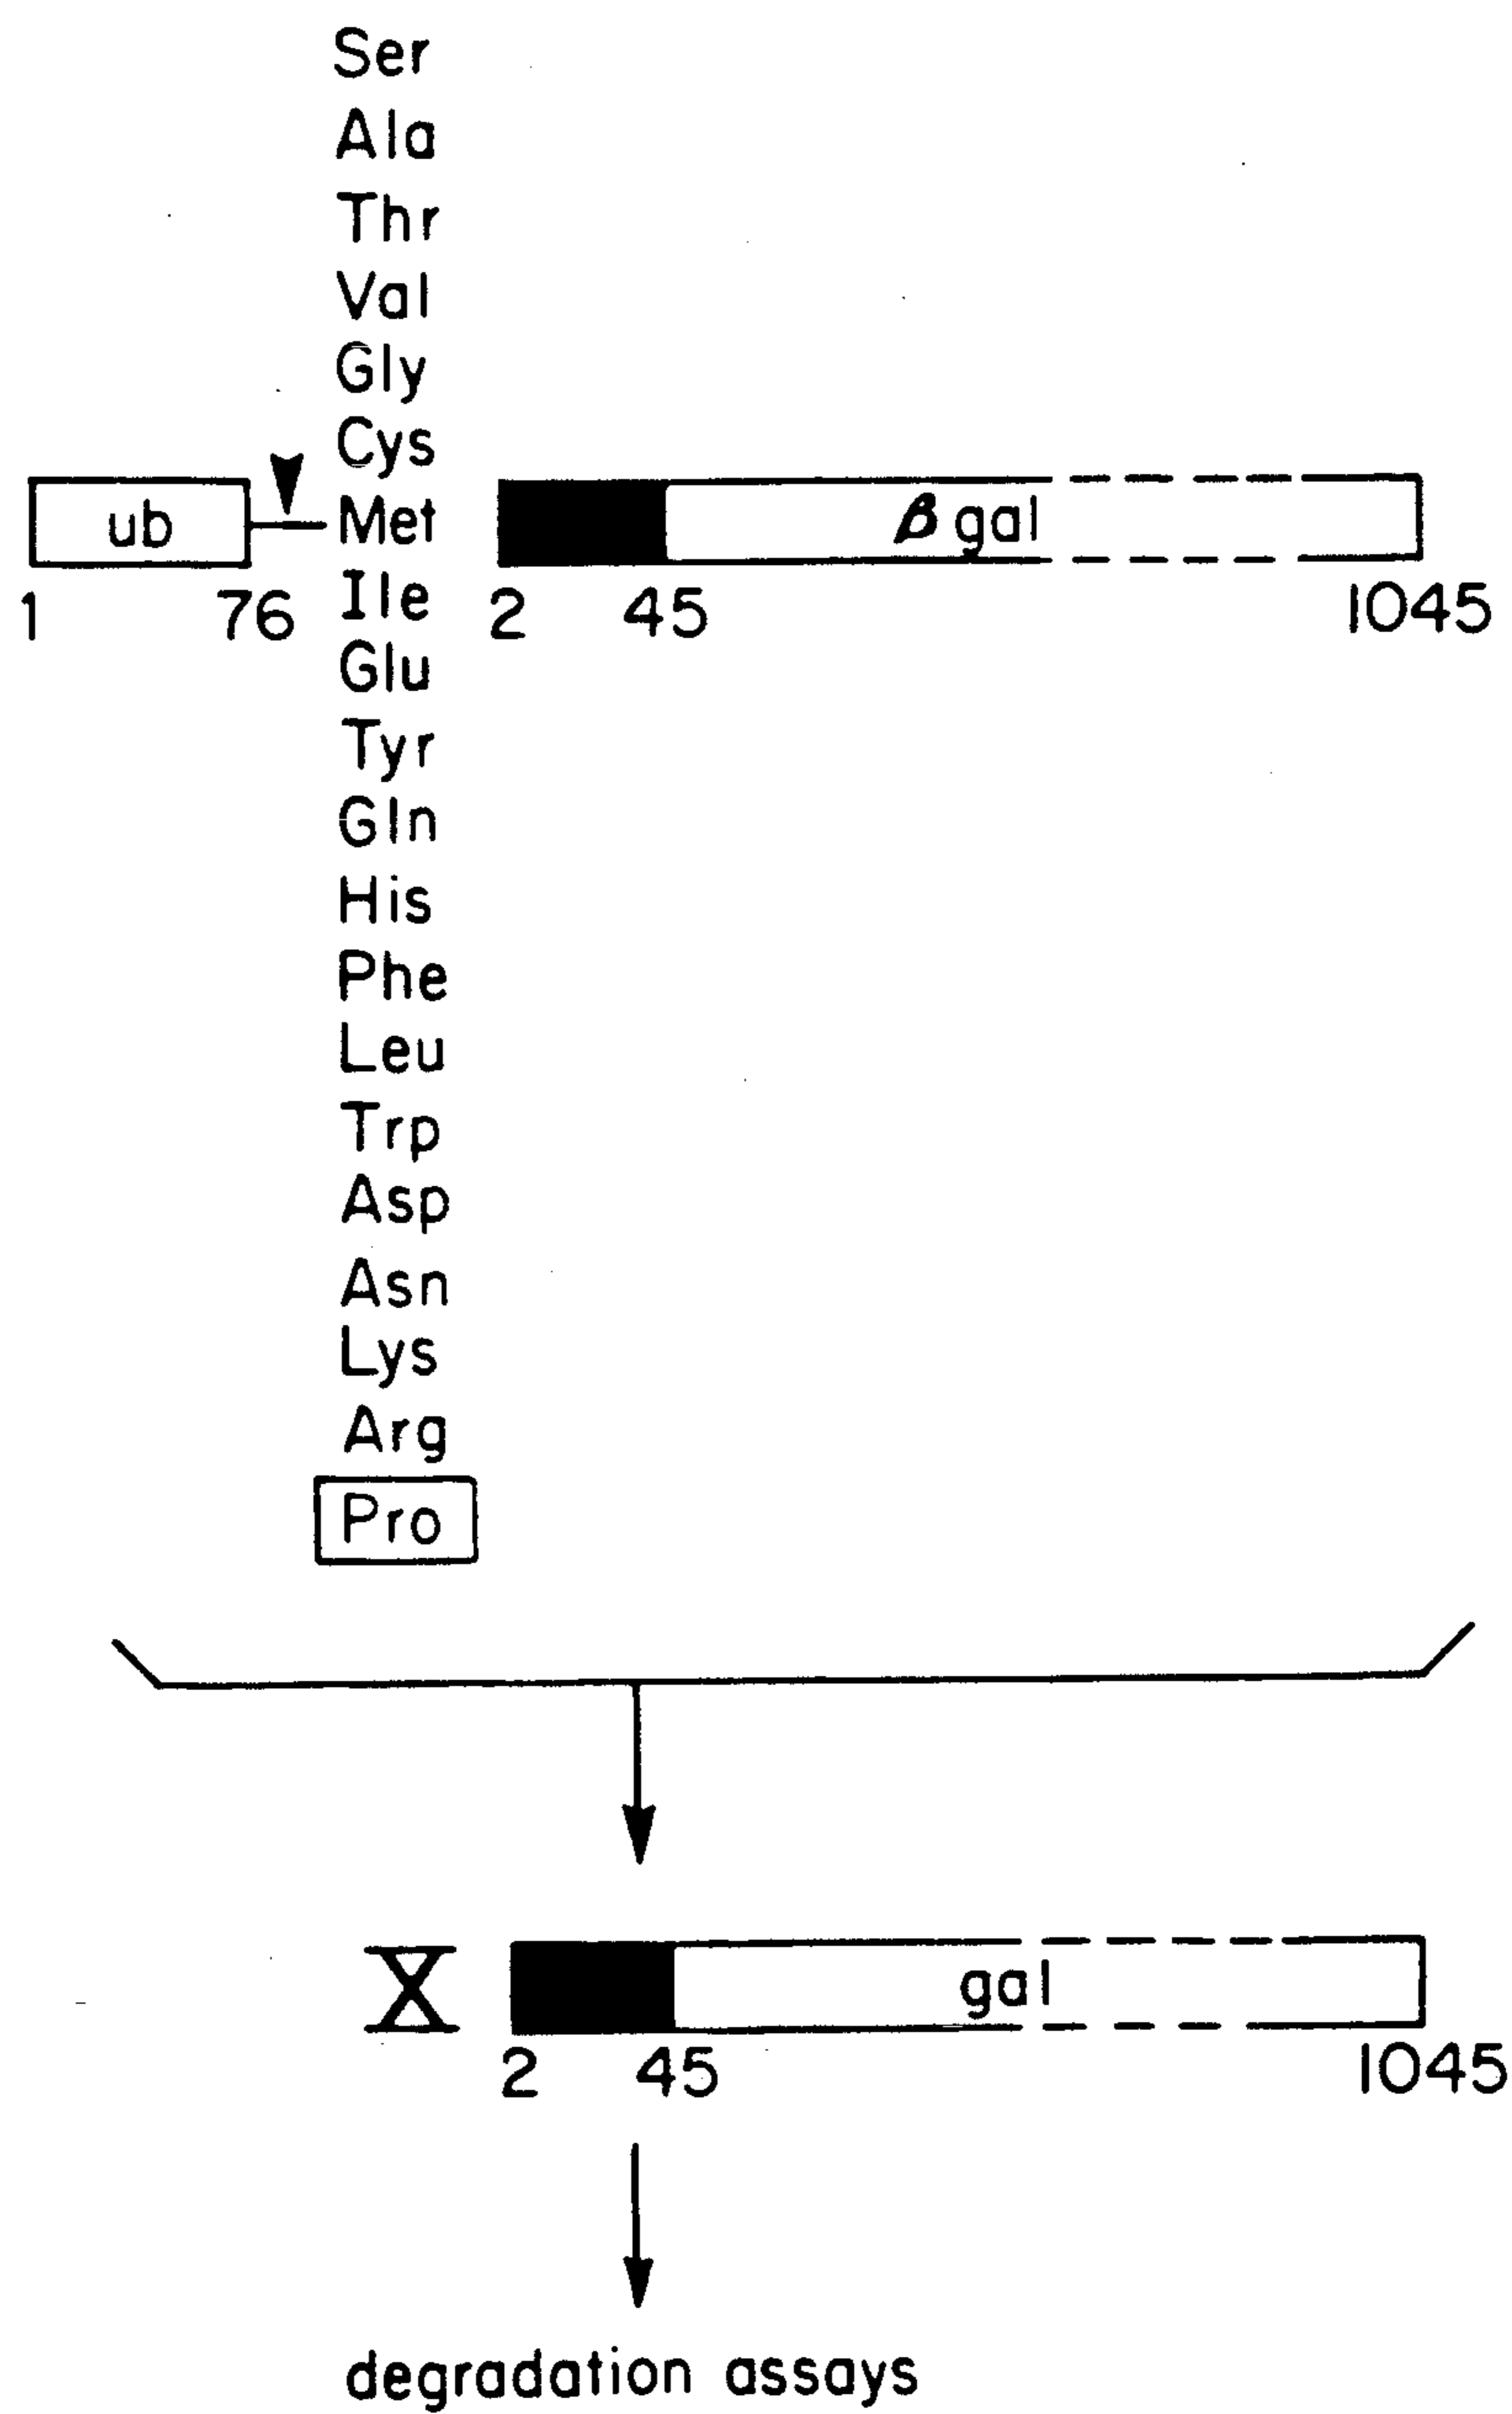 Ser
Ala
Thr
Val
Gly
Cys
ub Met β gal
1 76 Ile 2 45 1045
Glu
Tyr
Gln
His
Phe
Leu
Trp
Asp
Asn
Lys
Arg
Pro
X gal
2 45 1045
degradation assays